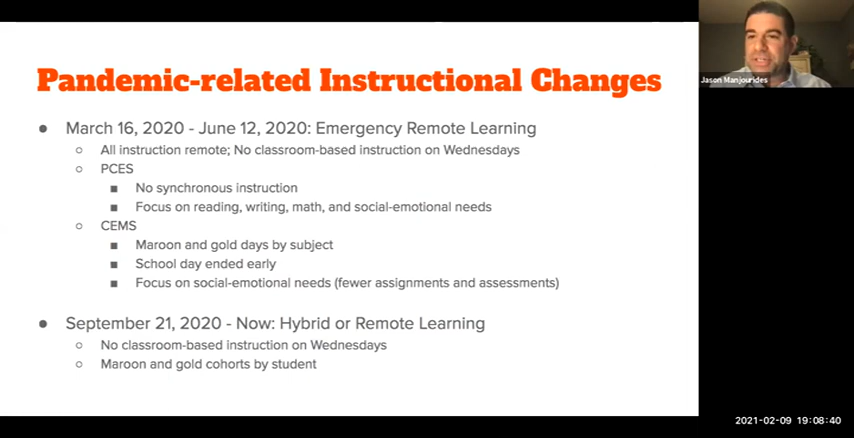 Pandemic-related Instructional Changes
Jason Manjourides
● March 16, 2020 - June 12, 2020: Emergency Remote Learning
○ All instruction remote; No classroom-based instruction on Wednesdays
○ PCES
■ No synchronous instruction
■ Focus on reading, writing, math, and social-emotional needs
○ CEMS
■ Maroon and gold days by subject
■ School day ended early
■ Focus on social-emotional needs (fewer assignments and assessments)
● September 21, 2020 - Now: Hybrid or Remote Learning
○ No classroom-based instruction on Wednesdays
○ Maroon and gold cohorts by student
2021-02-09 19:08:40